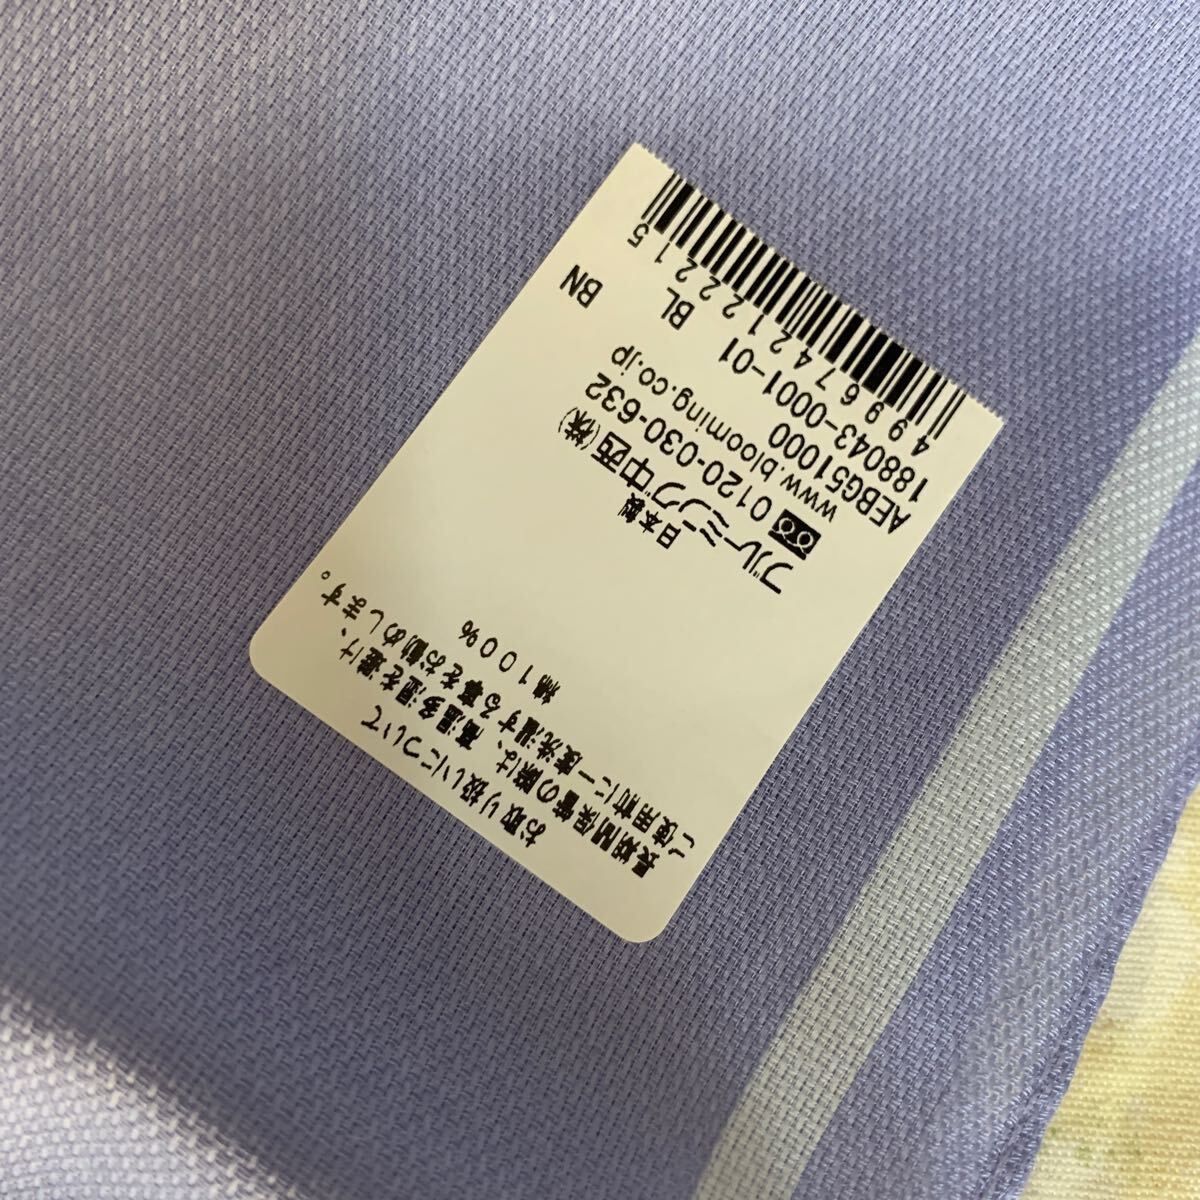 お取り扱いについて
長期間保管の際は、高温多湿を避け、
ご使用前に一度洗濯する事をお勧めします。
綿100%
日本製
ブルーミング中西(株)
0120-030-632
www.blooming.co.jp
AEBG51000
188043-0001-01
BL BN
4996742122215